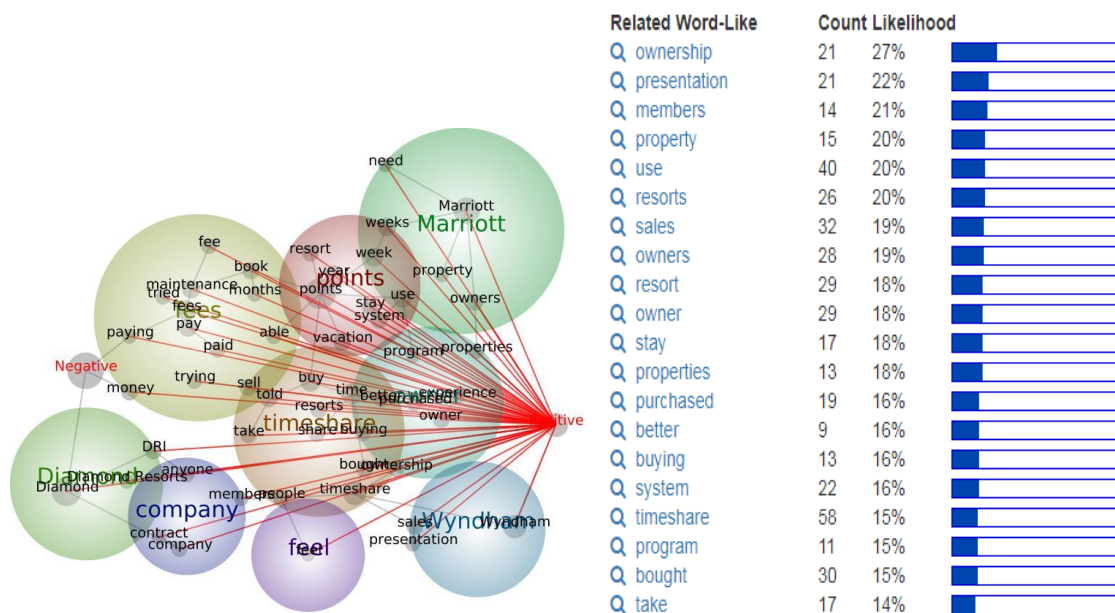 need
Marriott
Marriott
weeks
fee
resort
week
book
year
points
property
maintenance
months
points
tried
fees
fees
stay
use
owners
system
pay
paying
able
vacation
paid
program
properties
Negative
trying
sell
buy
time
better
purchased
experience
money
told
resorts
owner
itive
timeshare
take
share
buying
DRI
bought
ownership
Diamond
Diamond Resorts
anyone
Diamond
members
people
timeshare
company
sales
Wyndham
Wyndham
contract
company
presentation
feel
feel
Related Word-Like Count Likelihood
ownership 21 27%
presentation 21 22%
members 14 21%
property 15 20%
use 40 20%
resorts 26 20%
sales 32 19%
owners 28 19%
resort 29 18%
owner 29 18%
stay 17 18%
properties 13 18%
purchased 19 16%
better 9 16%
buying 13 16%
system 22 16%
timeshare 58 15%
program 11 15%
bought 30 15%
take 17 14%